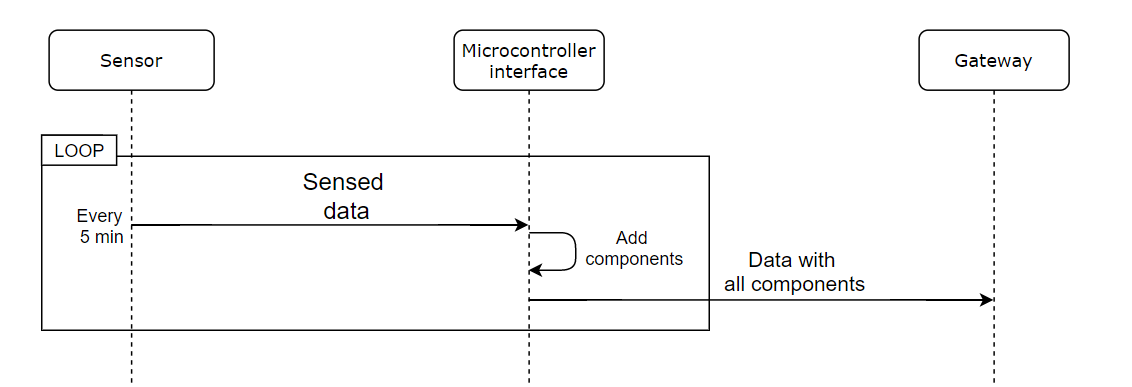 Sensor
Microcontroller
interface
Gateway
LOOP
Sensed
data
Every
5 min
Add
components
Data with
all components